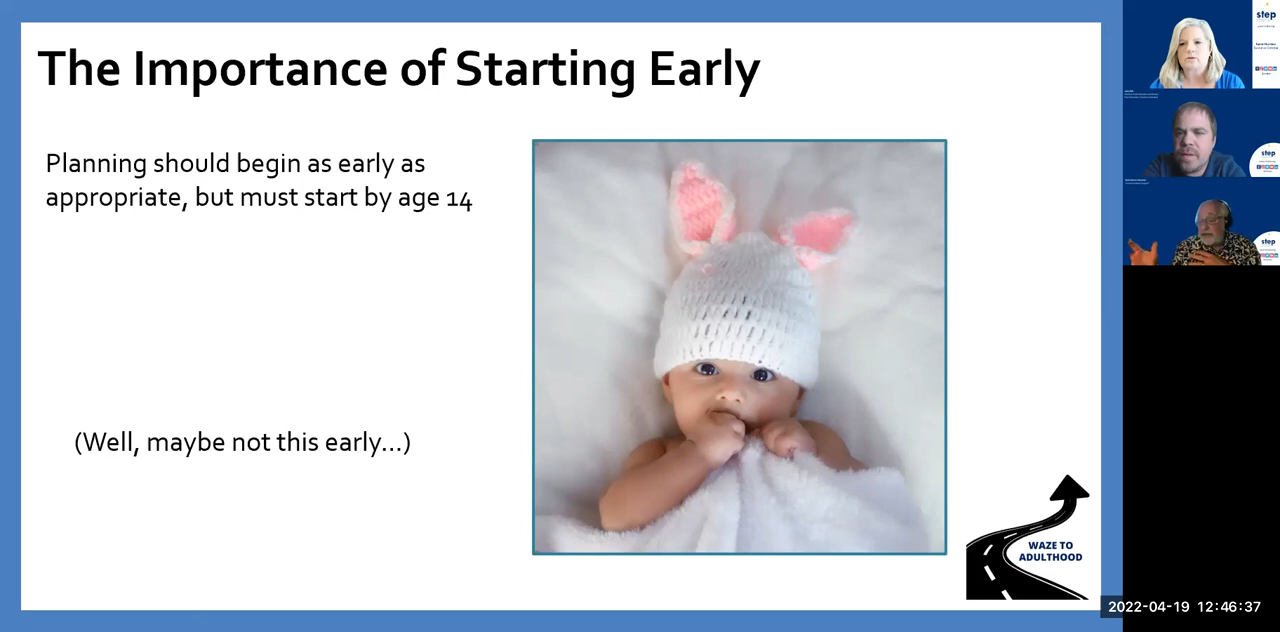 The Importance of Starting Early
Planning should begin as early as
appropriate, but must start by age 14
(Well, maybe not this early...)
WAZE TO
ADULTHOOD
step
step
step
2022-04-19 12:46:37